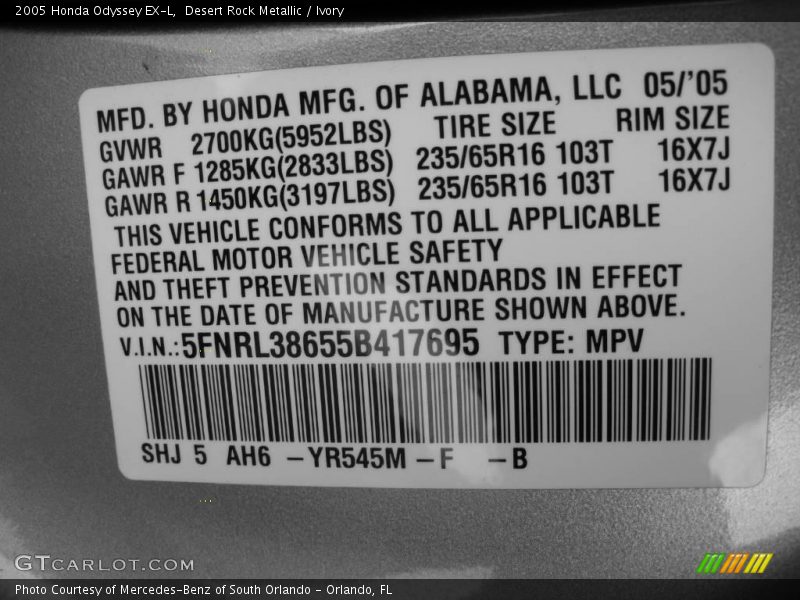 2005 Honda Odyssey EX-L, Desert Rock Metallic / Ivory
MFD. BY HONDA MFG. OF ALABAMA, LLC 05/'05
GVWR 2700KG(5952LBS) TIRE SIZE RIM SIZE
GAWR F 1285KG(2833LBS) 235/65R16 103T 16X7J
GAWR R 1450KG(3197LBS) 235/65R16 103T 16X7J
THIS VEHICLE CONFORMS TO ALL APPLICABLE
FEDERAL MOTOR VEHICLE SAFETY
AND THEFT PREVENTION STANDARDS IN EFFECT
ON THE DATE OF MANUFACTURE SHOWN ABOVE.
V.I.N.:5FNRL38655B417695 TYPE: MPV
SHJ 5 AH6 -YR545M -F -B
GTCARLOT.COM
Photo Courtesy of Mercedes-Benz of South Orlando - Orlando, FL